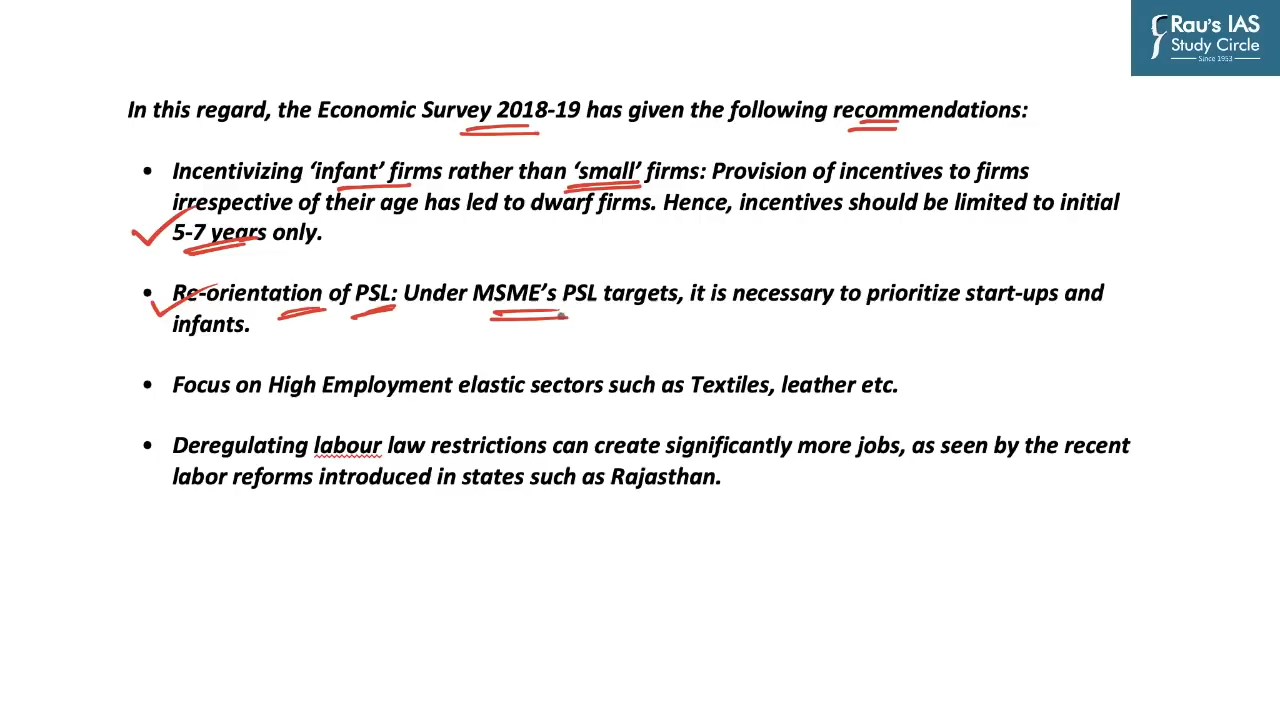 Rau's IAS
Study Circle
Since 1953
In this regard, the Economic Survey 2018-19 has given the following recommendations:
• Incentivizing ‘infant’ firms rather than ‘small’ firms: Provision of incentives to firms
irrespective of their age has led to dwarf firms. Hence, incentives should be limited to initial
5-7 years only.
• Re-orientation of PSL: Under MSME’s PSL targets, it is necessary to prioritize start-ups and
infants.
• Focus on High Employment elastic sectors such as Textiles, leather etc.
• Deregulating labour law restrictions can create significantly more jobs, as seen by the recent
labor reforms introduced in states such as Rajasthan.